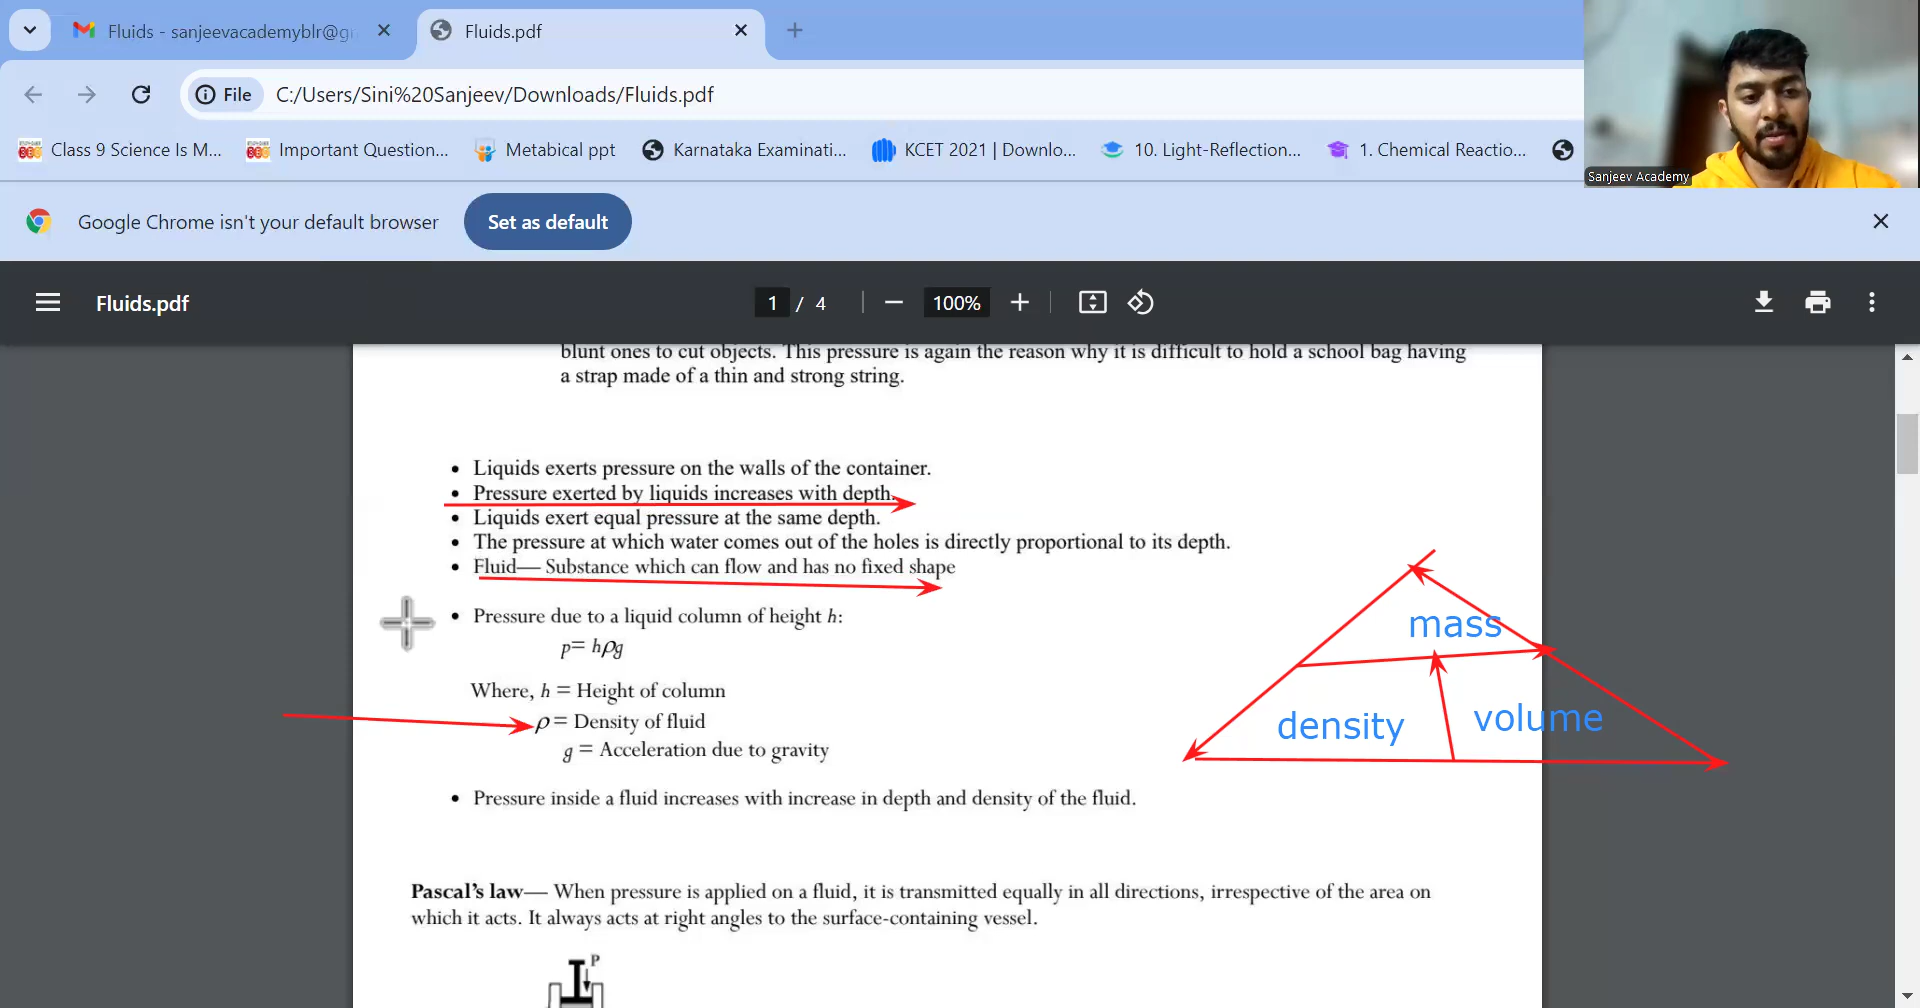 Fluids - sanjeevacademyblr@g
Fluids.pdf
File
C:/Users/Sini%20Sanjeev/Downloads/Fluids.pdf
Class 9 Science Is M...
Important Question...
Metabical ppt
Karnataka Examinati...
KCET 2021 | Downlo...
10. Light-Reflection...
1. Chemical Reactio...
Sanjeev Academy
Google Chrome isn't your default browser
Set as default
Fluids.pdf
1 / 4
100%
blunt ones to cut objects. This pressure is again the reason why it is difficult to hold a school bag having
a strap made of a thin and strong string.
• Liquids exerts pressure on the walls of the container.
• Pressure exerted by liquids increases with depth.
• Liquids exert equal pressure at the same depth.
• The pressure at which water comes out of the holes is directly proportional to its depth.
• Fluid— Substance which can flow and has no fixed shape
• Pressure due to a liquid column of height h:
p= hρg
Where, h = Height of column
ρ = Density of fluid
g = Acceleration due to gravity
mass
density
volume
• Pressure inside a fluid increases with increase in depth and density of the fluid.
Pascal's law— When pressure is applied on a fluid, it is transmitted equally in all directions, irrespective of the area on
which it acts. It always acts at right angles to the surface-containing vessel.
P